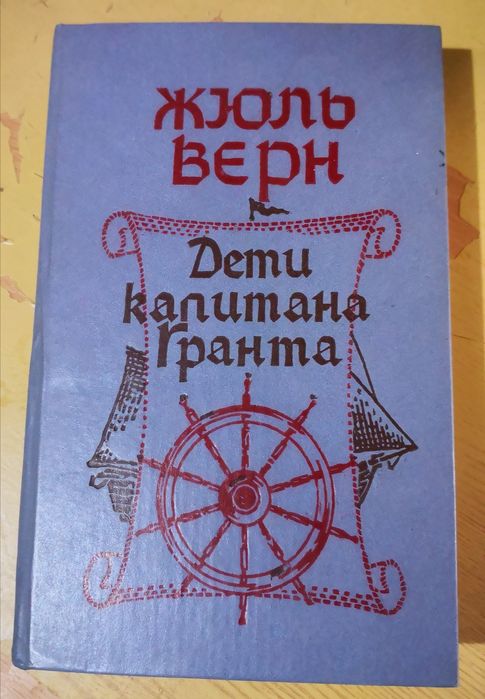 Жюль
Верн
Дети
капитана
Гранта